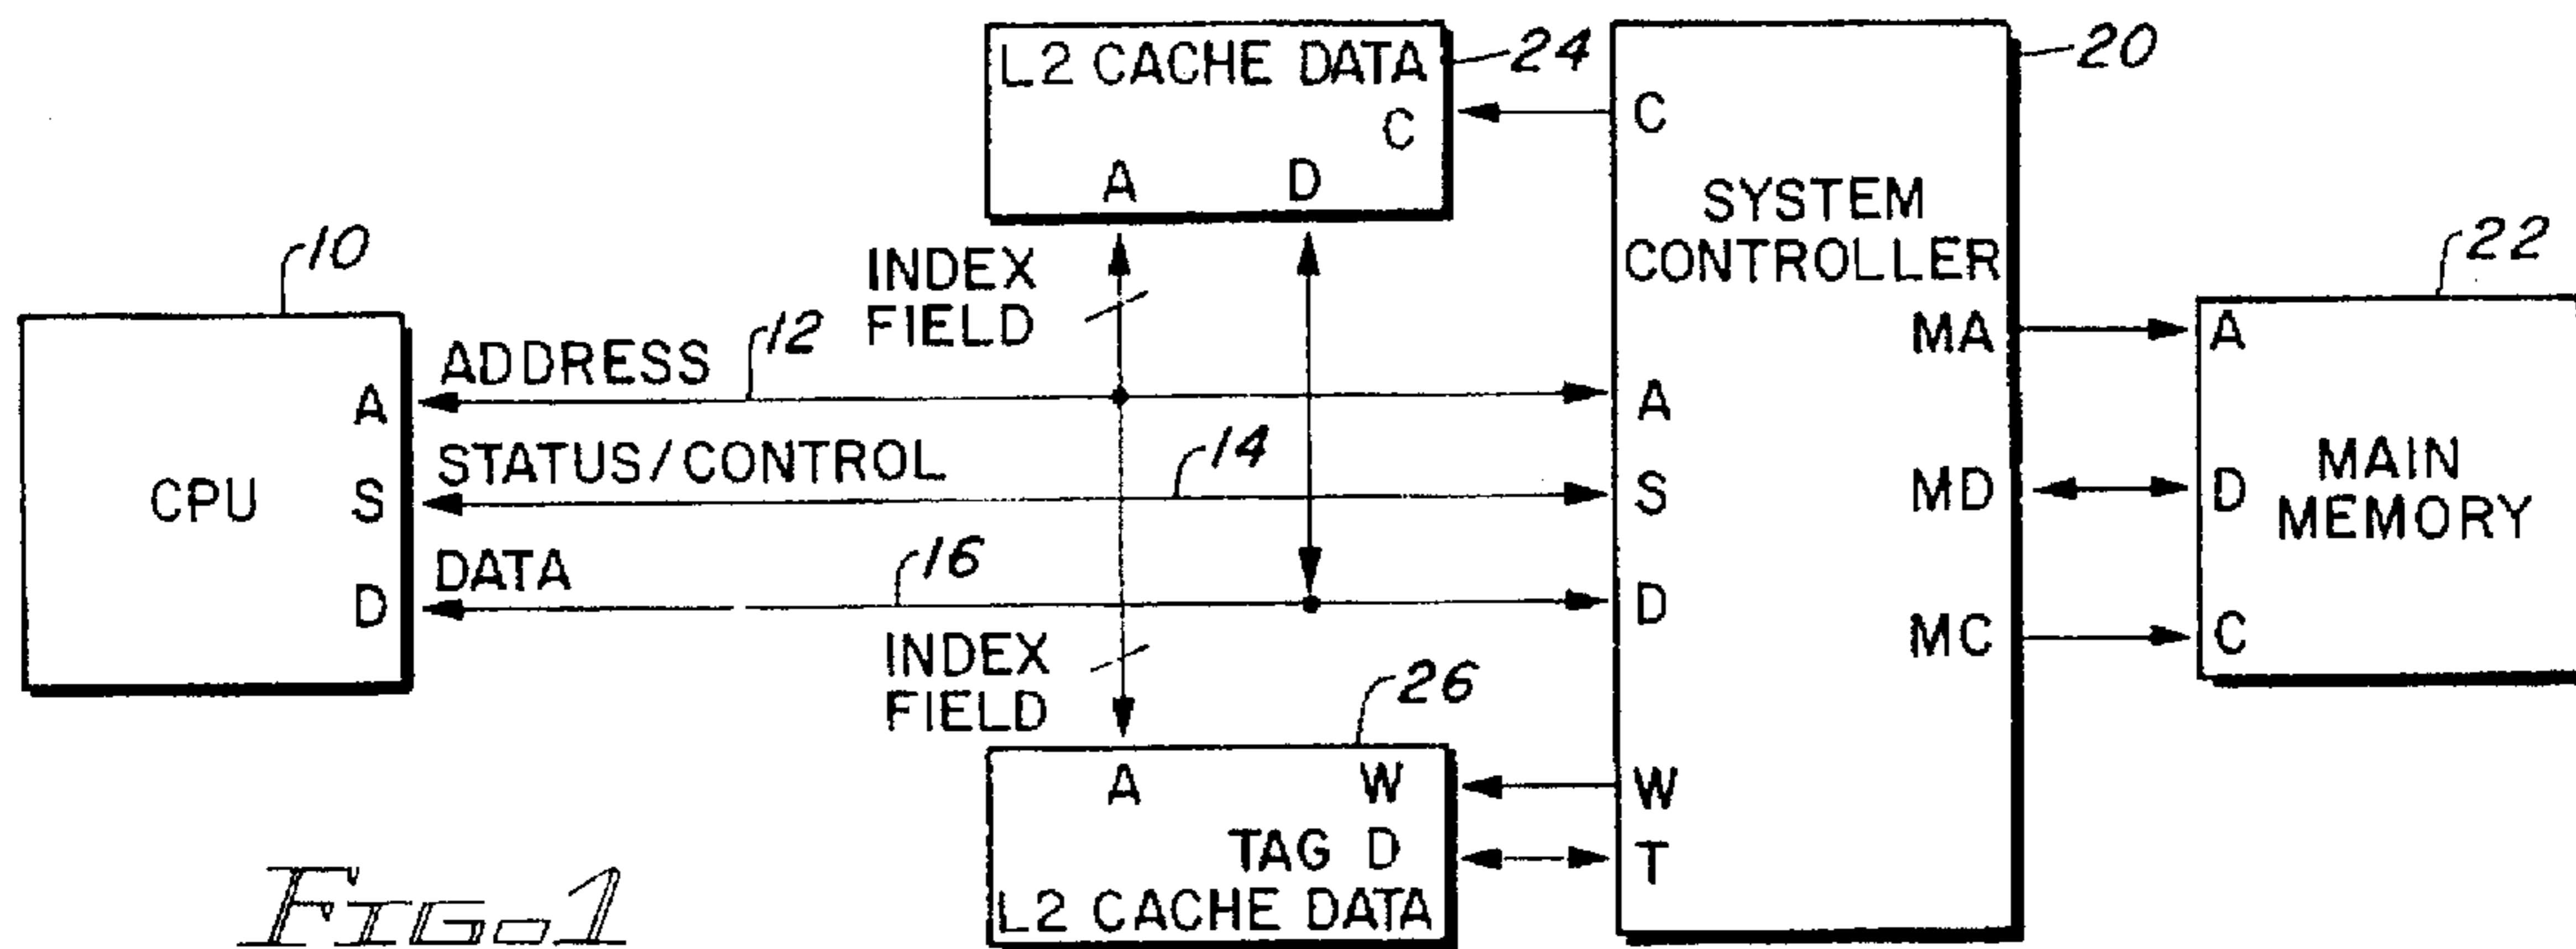 L2 CACHE DATA
C
A D
24
C
SYSTEM
CONTROLLER
20
MA
A
MD
S
D
MC
W
T
10
CPU
A
S
D
ADDRESS
12
STATUS/CONTROL
14
DATA
16
INDEX
FIELD
INDEX
FIELD
26
A W
TAG D
L2 CACHE DATA
22
A
MAIN
MEMORY
D
C
FIG. 1